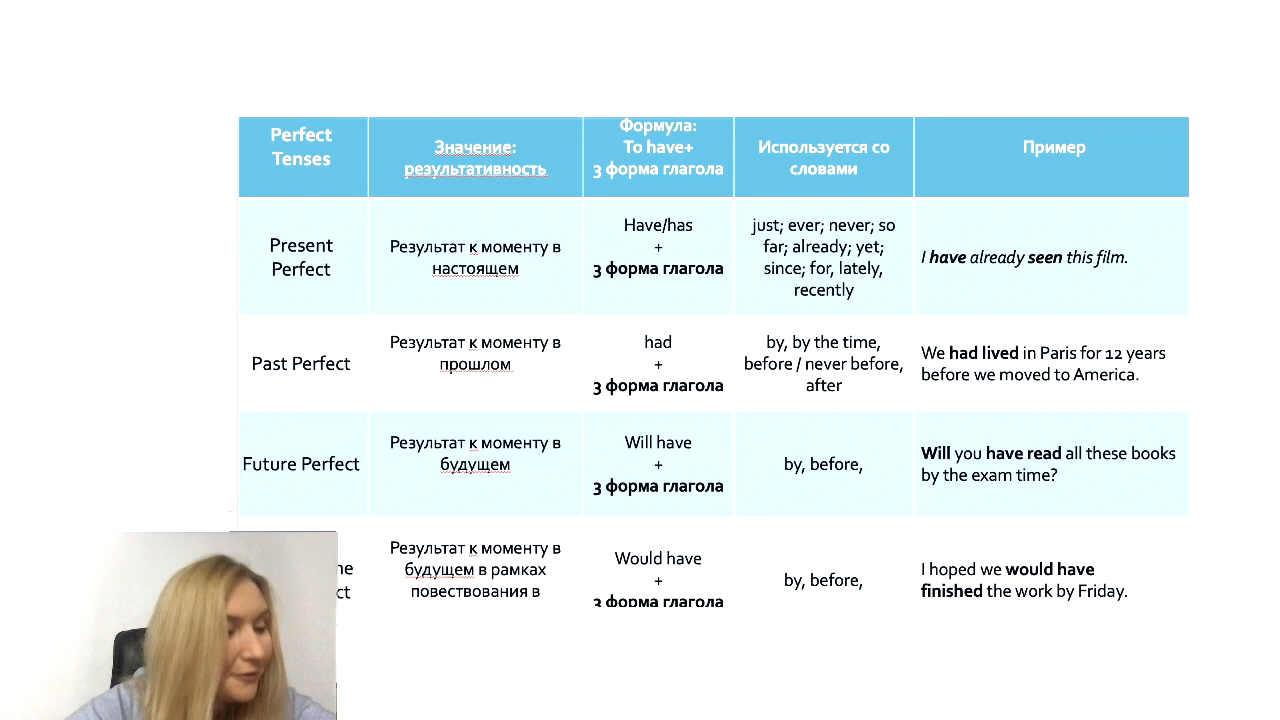 Perfect
Tenses
Значение:
результативность
Формула:
To have+
3 форма глагола
Используется со
словами
Пример
Present
Perfect
Результат к моменту в
настоящем
Have/has
+
3 форма глагола
just; ever; never; so
far; already; yet;
since; for, lately,
recently
I have already seen this film.
Past Perfect
Результат к моменту в
прошлом
had
+
3 форма глагола
by, by the time,
before / never before,
after
We had lived in Paris for 12 years
before we moved to America.
Future Perfect
Результат к моменту в
будущем
Will have
+
3 форма глагола
by, before,
Will you have read all these books
by the exam time?
Результат к моменту в
будущем в рамках
повествования в
Would have
+
3 форма глагола
by, before,
I hoped we would have
finished the work by Friday.